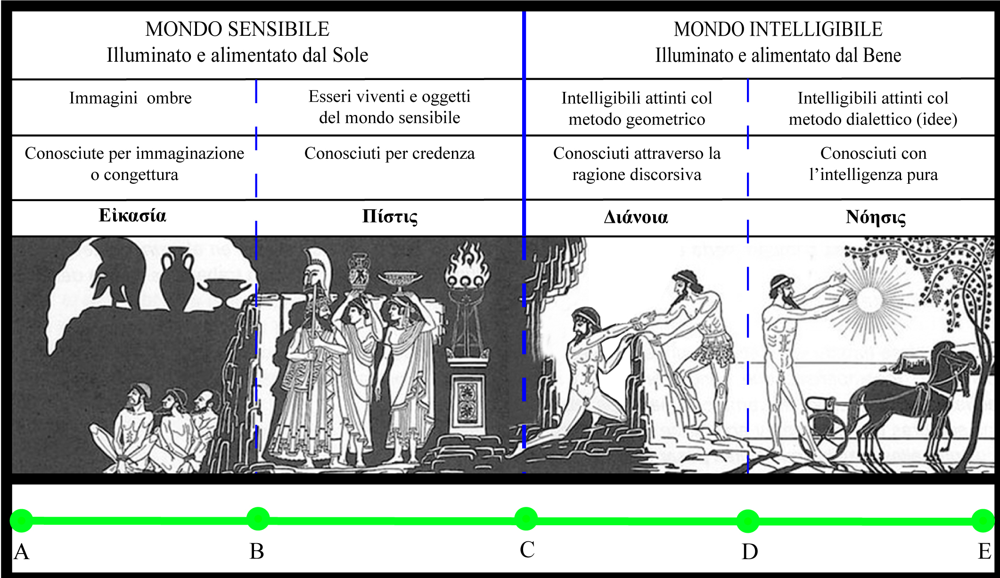 MONDO SENSIBILE
Illuminato e alimentato dal Sole
MONDO INTELLIGIBILE
Illuminato e alimentato dal Bene
Immagini ombre
Esseri viventi e oggetti
del mondo sensibile
Intelligibili attinti col
metodo geometrico
Intelligibili attinti col
metodo dialettico (idee)
Conosciute per immaginazione
o congettura
Conosciuti per credenza
Conosciuti attraverso la
ragione discorsiva
Conosciuti con
l’intelligenza pura
Εἰκασία
Πίστις
Διάνοια
Νόησις
A
B
C
D
E